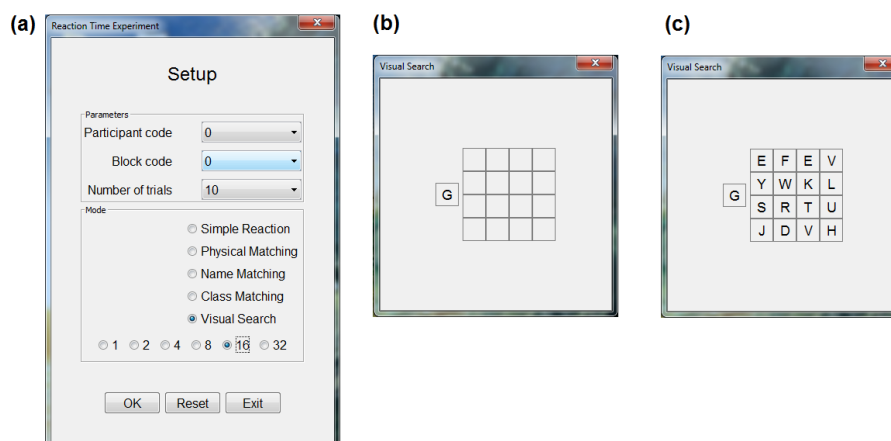 (a)
Reaction Time Experiment
Setup
Parameters
Participant code 0
Block code 0
Number of trials 10
Mode
Simple Reaction
Physical Matching
Name Matching
Class Matching
Visual Search
1 2 4 8 16 32
OK Reset Exit
(b)
Visual Search
G
(c)
Visual Search
E F E V
Y W K L
G
S R T U
J D V H